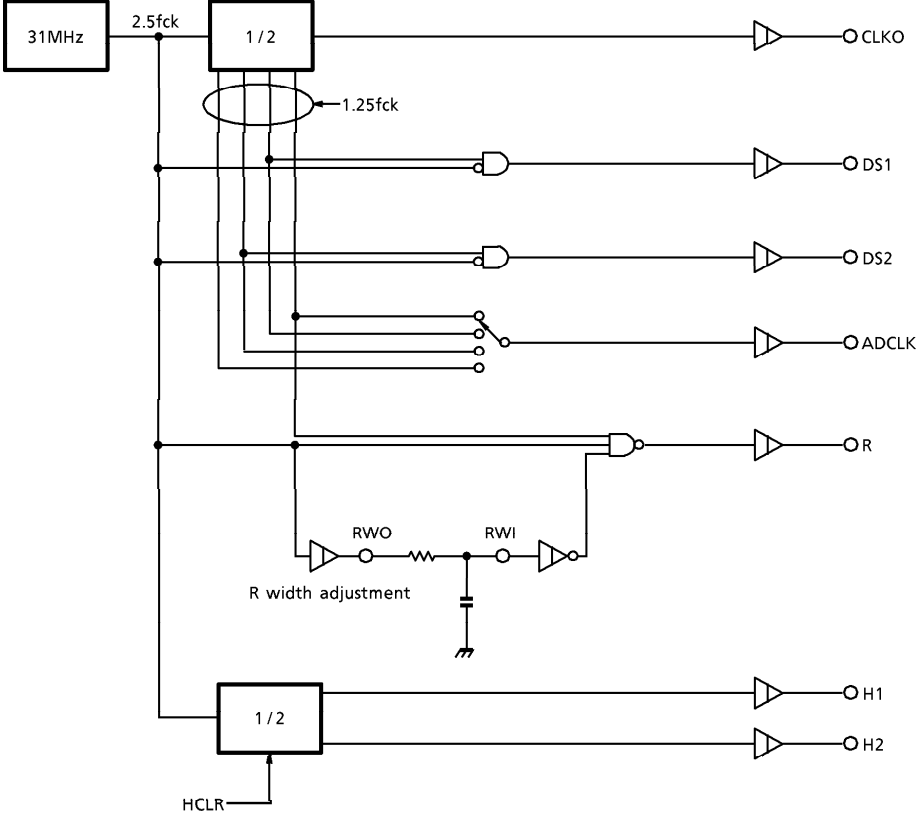 31MHz
2.5fck
1 / 2
CLKO
1.25fck
DS1
DS2
ADCLK
R
RWO
RWI
R width adjustment
1 / 2
H1
H2
HCLR